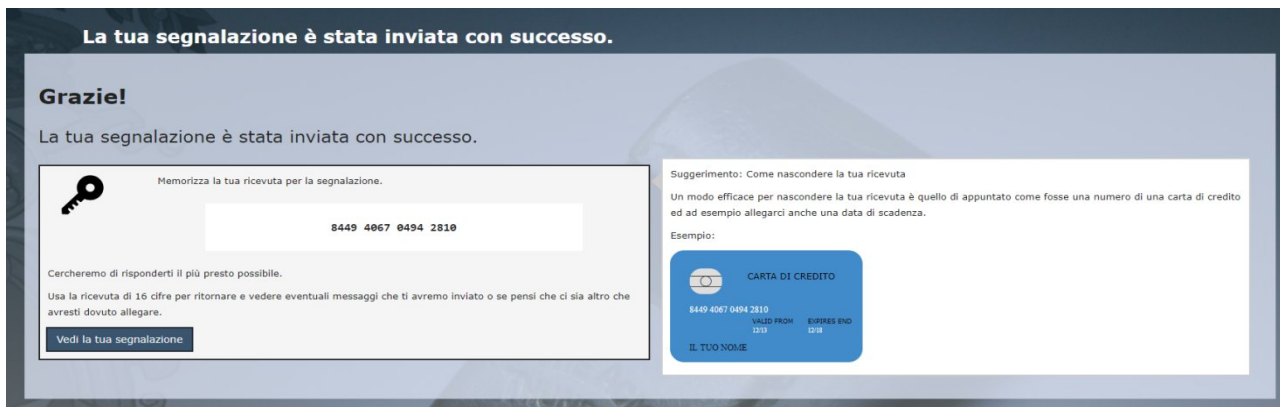 La tua segnalazione è stata inviata con successo.
Grazie!
La tua segnalazione è stata inviata con successo.
Memorizza la tua ricevuta per la segnalazione.
8449 4067 0494 2810
Cercheremo di risponderti il più presto possibile.
Usa la ricevuta di 16 cifre per ritornare e vedere eventuali messaggi che ti avremo inviato o se pensi che ci sia altro che
avresti dovuto allegare.
Vedi la tua segnalazione
Suggerimento: Come nascondere la tua ricevuta
Un modo efficace per nascondere la tua ricevuta è quello di appuntato come fosse una numero di una carta di credito
ed ad esempio allegarci anche una data di scadenza.
Esempio:
CARTA DI CREDITO
8449 4067 0494 2810
VALID FROM EXPIRES END
12/13 12/18
IL TUO NOME